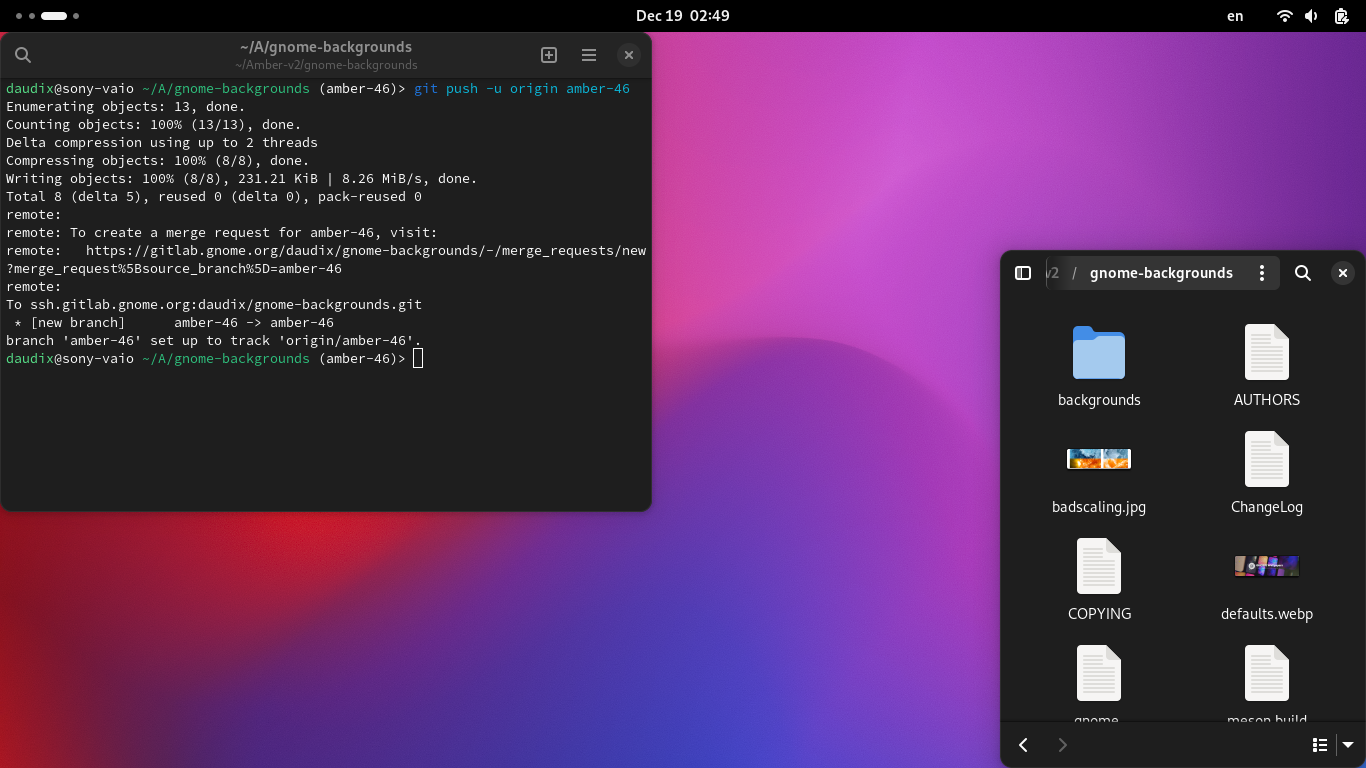 Dec 19 02:49
en
~/A/gnome-backgrounds
~/Amber-v2/gnome-backgrounds
daudix@sony-vaio ~/A/gnome-backgrounds (amber-46)> git push -u origin amber-46
Enumerating objects: 13, done.
Counting objects: 100% (13/13), done.
Delta compression using up to 2 threads
Compressing objects: 100% (8/8), done.
Writing objects: 100% (8/8), 231.21 KiB | 8.26 MiB/s, done.
Total 8 (delta 5), reused 0 (delta 0), pack-reused 0
remote:
remote: To create a merge request for amber-46, visit:
remote:   https://gitlab.gnome.org/daudix/gnome-backgrounds/-/merge_requests/new
?merge_request%5Bsource_branch%5D=amber-46
remote:
To ssh.gitlab.gnome.org:daudix/gnome-backgrounds.git
 * [new branch]      amber-46 -> amber-46
branch 'amber-46' set up to track 'origin/amber-46'.
daudix@sony-vaio ~/A/gnome-backgrounds (amber-46)>
v2 / gnome-backgrounds
backgrounds
AUTHORS
badscaling.jpg
ChangeLog
COPYING
defaults.webp
gnome
meson.build